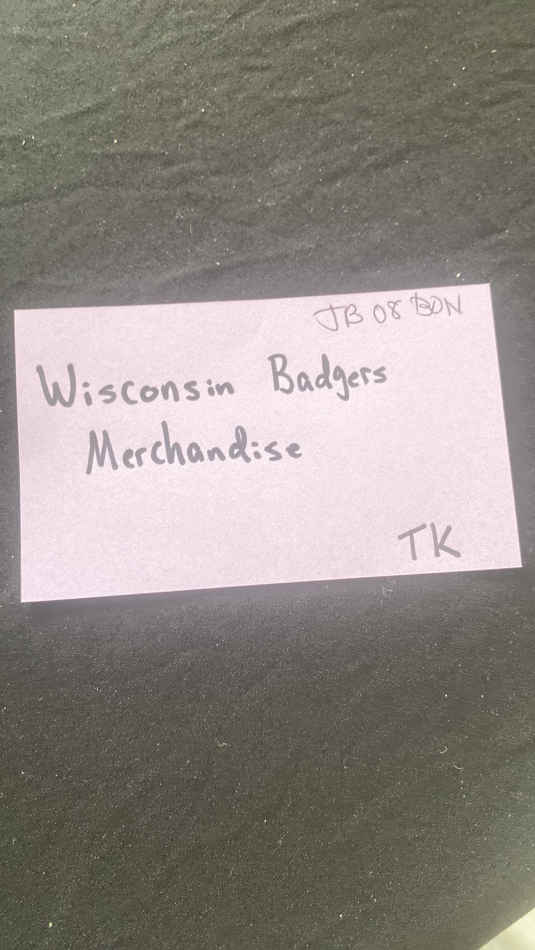 JB 08 BON
Wisconsin Badgers
Merchandise
TK